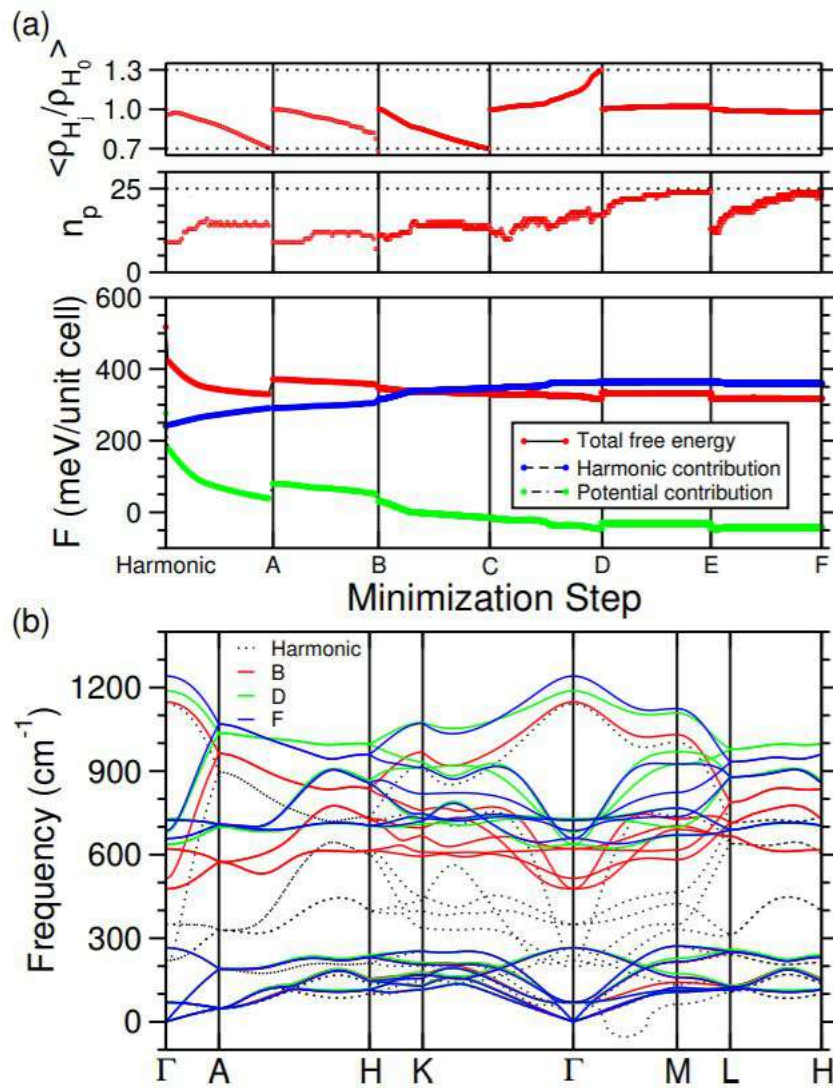 (a)
<ρHj/ρH0>
1.3
1.0
0.7
np
25
0
F (meV/unit cell)
600
400
200
0
Total free energy
Harmonic contribution
Potential contribution
Harmonic A B C D E F
Minimization Step
(b)
Frequency (cm-1)
Harmonic
B
D
F
1200
900
600
300
0
Γ A H K Γ M L H